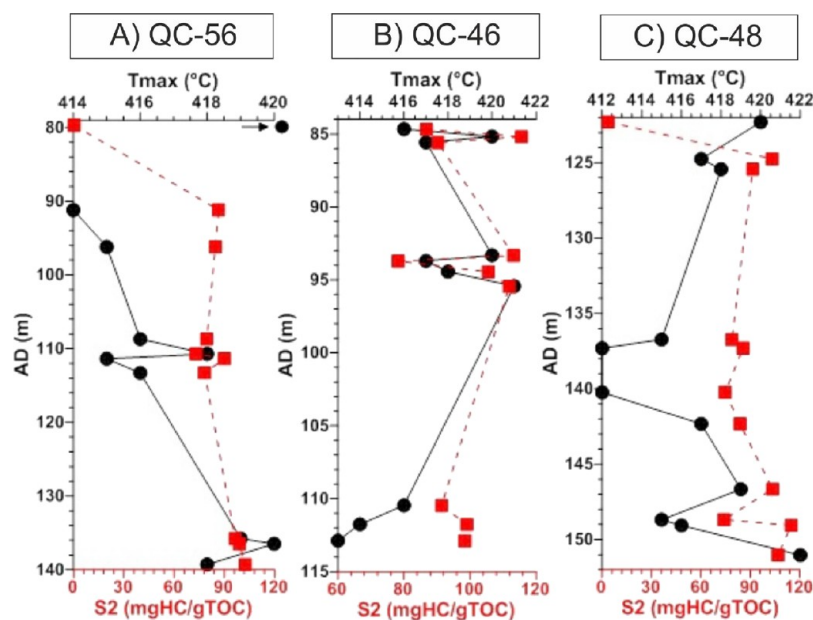 A) QC-56
B) QC-46
C) QC-48
Tmax (°C)
414 416 418 420
80
90
100
110
120
130
140
AD (m)
0 30 60 90 120
S2 (mgHC/gTOC)
Tmax (°C)
414 416 418 420 422
85
90
95
100
105
110
115
AD (m)
60 80 100 120
S2 (mgHC/gTOC)
Tmax (°C)
412 414 416 418 420 422
125
130
135
140
145
150
AD (m)
0 30 60 90 120
S2 (mgHC/gTOC)